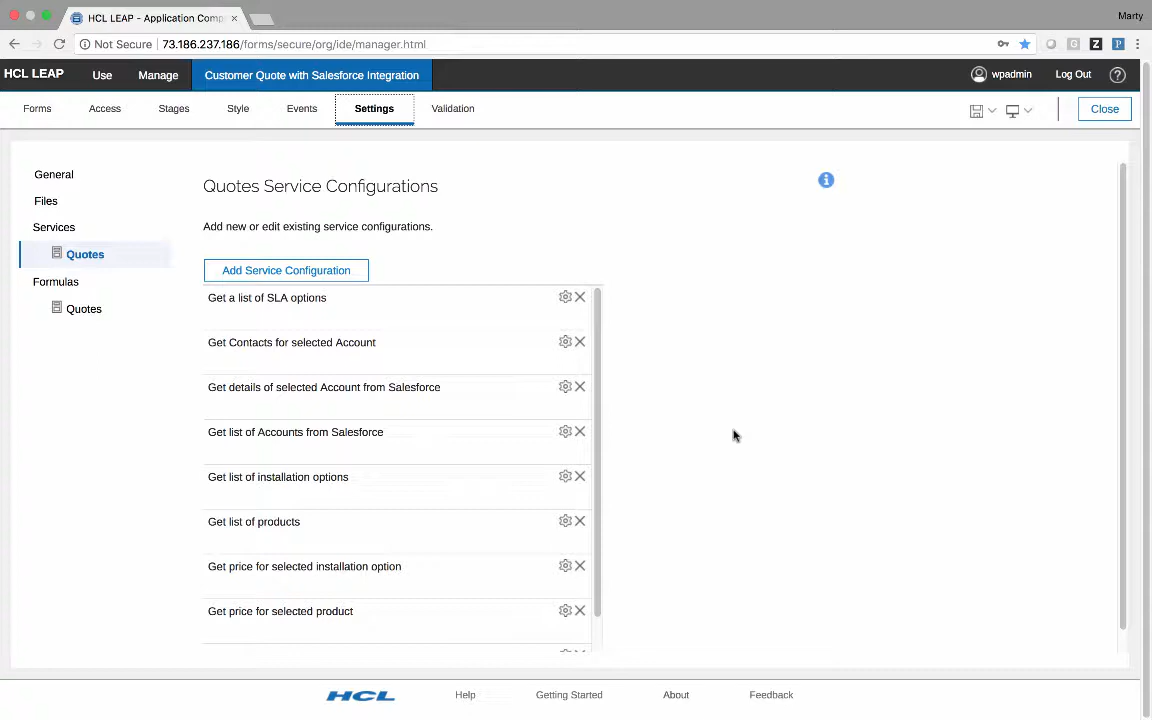 HCL LEAP - Application Comp
Marty
Not Secure
73.186.237.186/forms/secure/org/ide/manager.html
HCL LEAP
Use
Manage
Customer Quote with Salesforce Integration
wpadmin
Log Out
Forms
Access
Stages
Style
Events
Settings
Validation
Close
General
Files
Services
Quotes
Formulas
Quotes
Quotes Service Configurations
Add new or edit existing service configurations.
Add Service Configuration
Get a list of SLA options
Get Contacts for selected Account
Get details of selected Account from Salesforce
Get list of Accounts from Salesforce
Get list of installation options
Get list of products
Get price for selected installation option
Get price for selected product
HCL
Help
Getting Started
About
Feedback